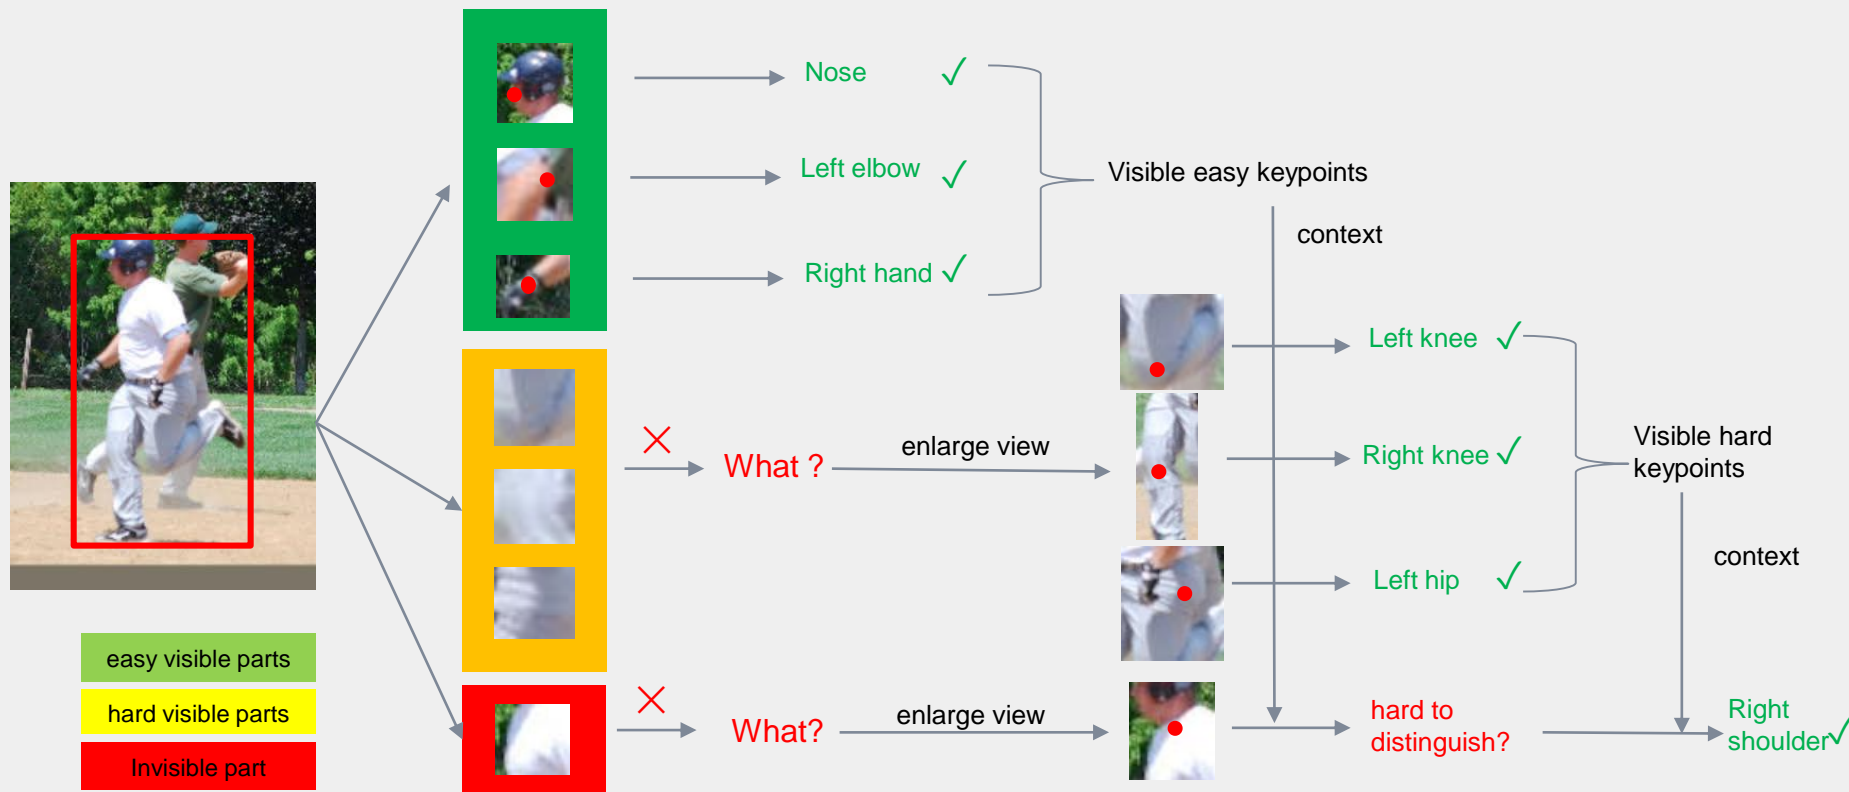 Nose
Left elbow
Right hand
Visible easy keypoints
context
Left knee
Right knee
Left hip
What ?
enlarge view
Visible hard
keypoints
context
easy visible parts
hard visible parts
Invisible part
What?
enlarge view
hard to
distinguish?
Right
shoulder